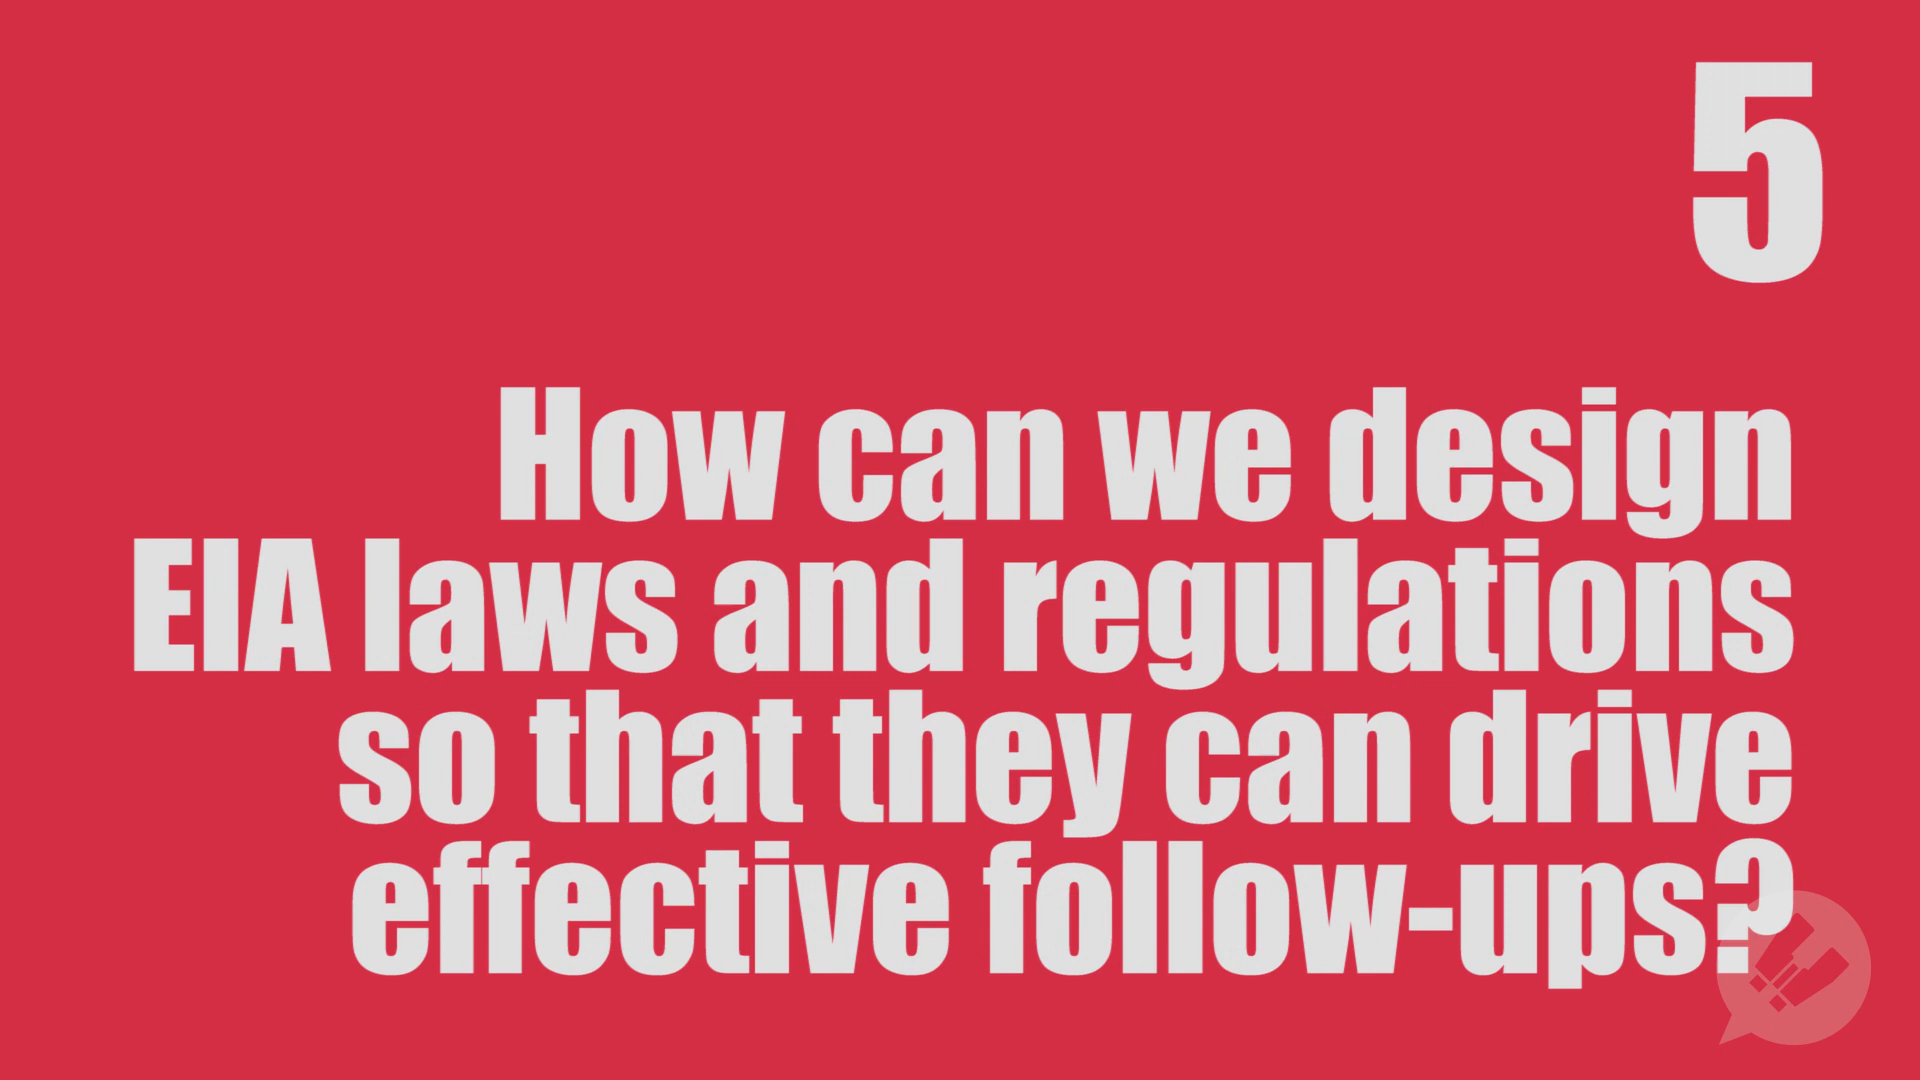 5
How can we design
EIA laws and regulations
so that they can drive
effective follow-ups?